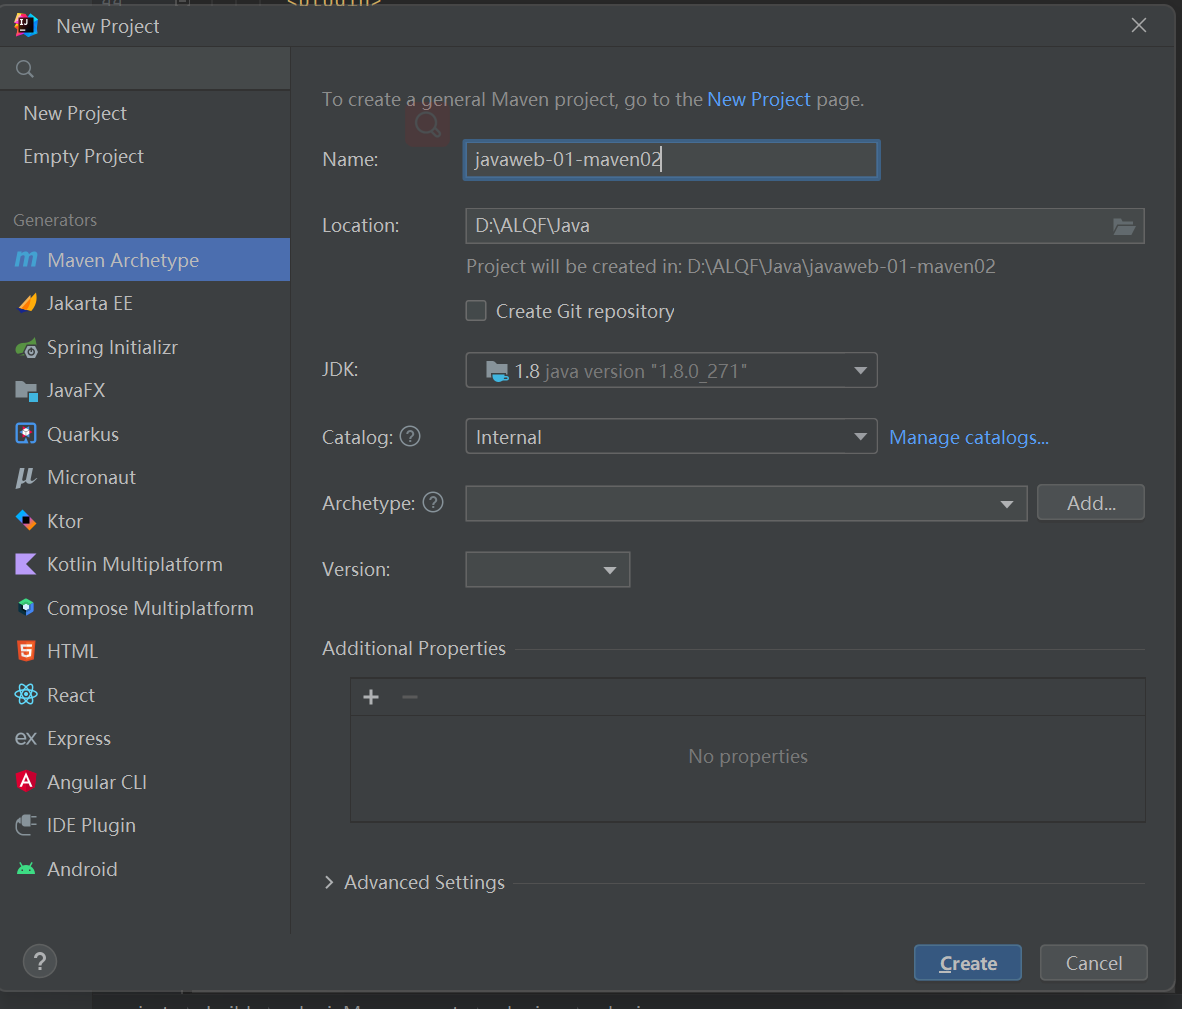 44
<plugin>
New Project
New Project
Empty Project
Generators
Maven Archetype
Jakarta EE
Spring Initializr
JavaFX
Quarkus
Micronaut
Ktor
Kotlin Multiplatform
Compose Multiplatform
HTML
React
Express
Angular CLI
IDE Plugin
Android
To create a general Maven project, go to the New Project page.
Name: javaweb-01-maven02
Location: D:\ALQF\Java
Project will be created in: D:\ALQF\Java\javaweb-01-maven02
Create Git repository
JDK: 1.8 java version "1.8.0_271"
Catalog: ? Internal Manage catalogs...
Archetype: ? Add...
Version:
Additional Properties
No properties
Advanced Settings
? Create Cancel